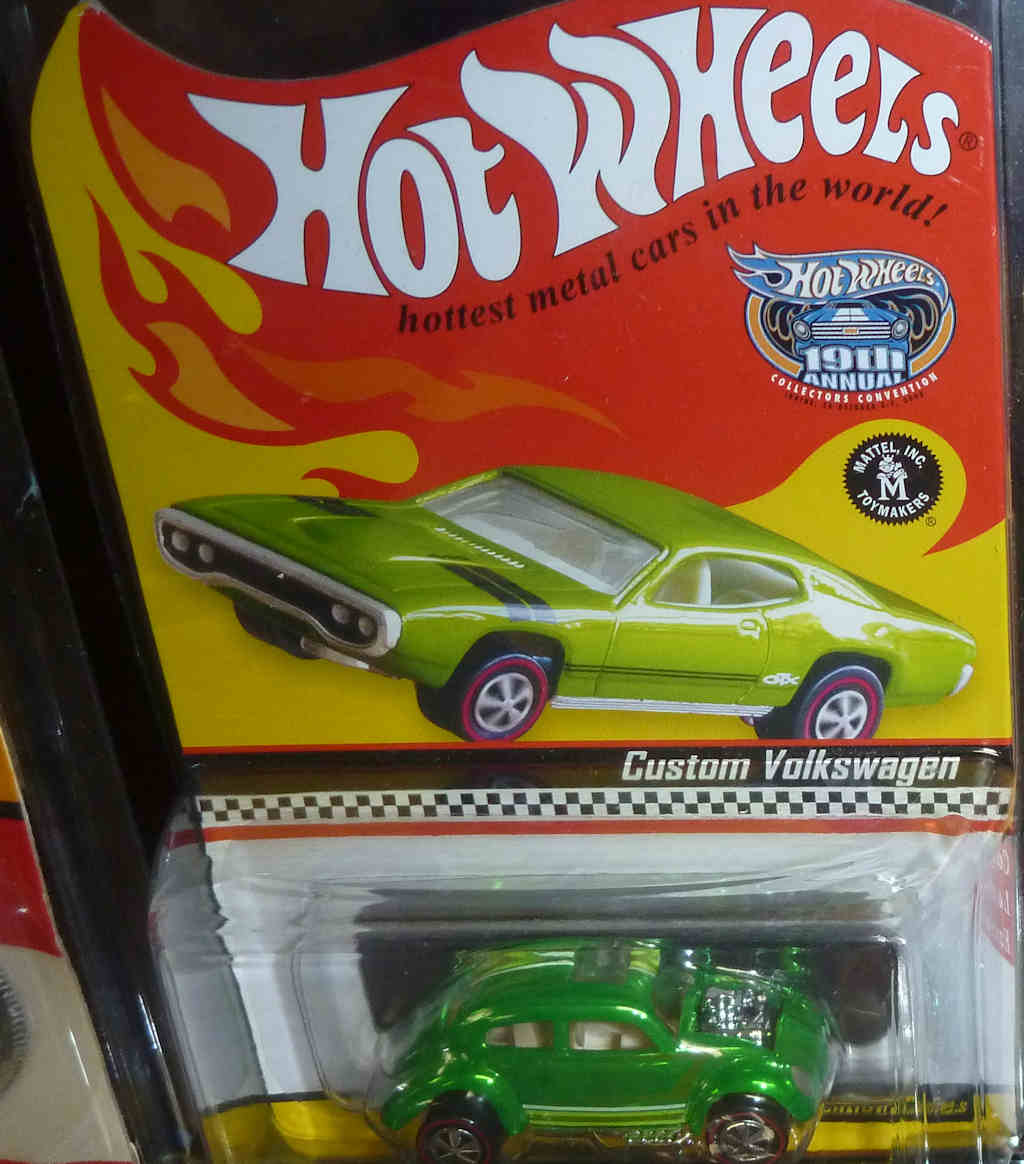 Hot Wheels®
hottest metal cars in the world!
Hot Wheels
19th
ANNUAL
COLLECTORS CONVENTION
MATTEL, INC.
M
TOYMAKERS
®
GTX
Custom Volkswagen